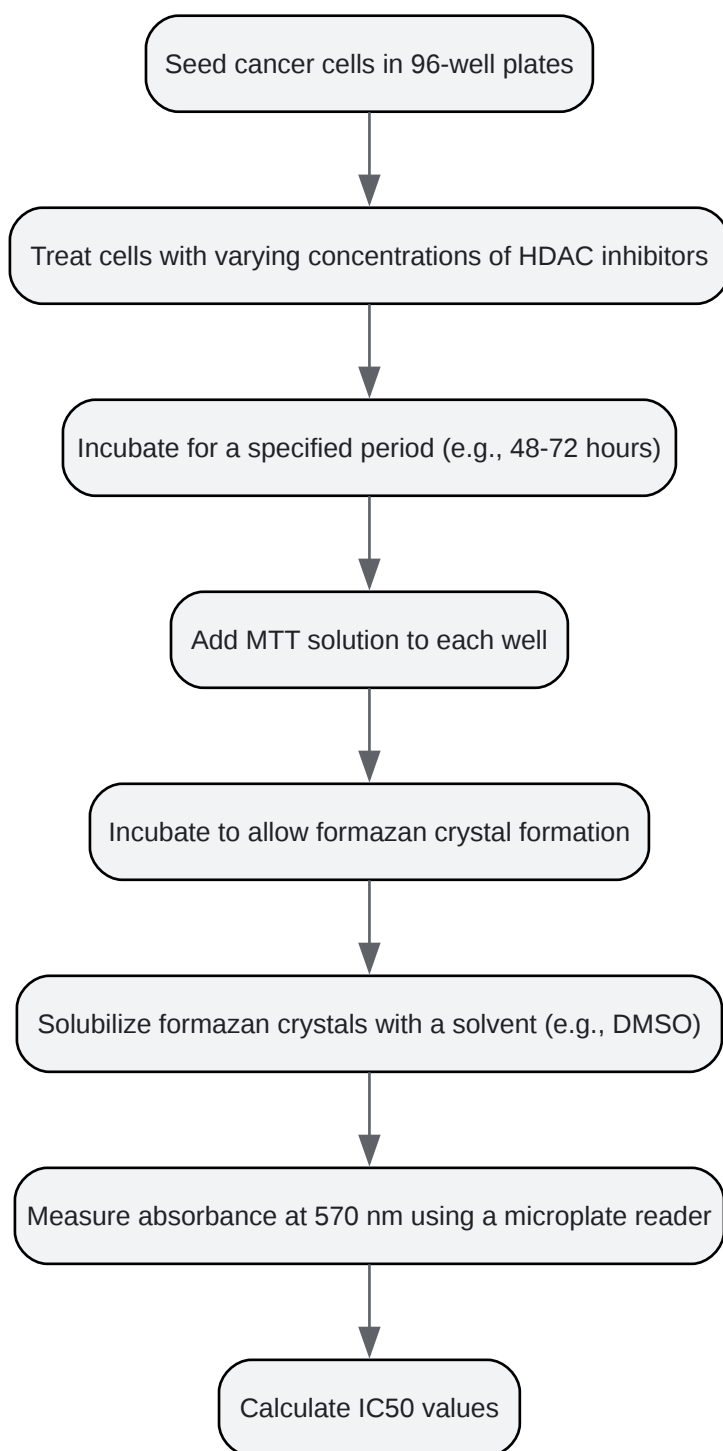 Seed cancer cells in 96-well plates
Treat cells with varying concentrations of HDAC inhibitors
Incubate for a specified period (e.g., 48-72 hours)
Add MTT solution to each well
Incubate to allow formazan crystal formation
Solubilize formazan crystals with a solvent (e.g., DMSO)
Measure absorbance at 570 nm using a microplate reader
Calculate IC50 values